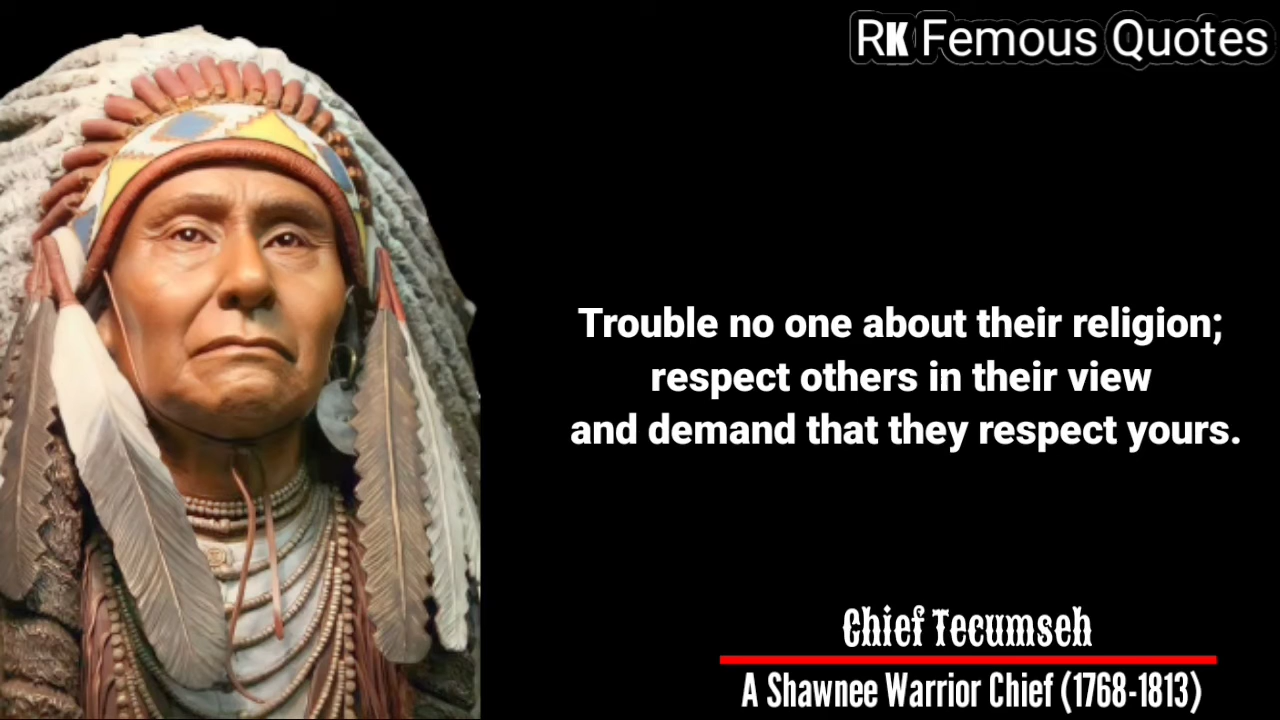 RK Femous Quotes
Trouble no one about their religion;
respect others in their view
and demand that they respect yours.
Chief Tecumseh
A Shawnee Warrior Chief (1768-1813)